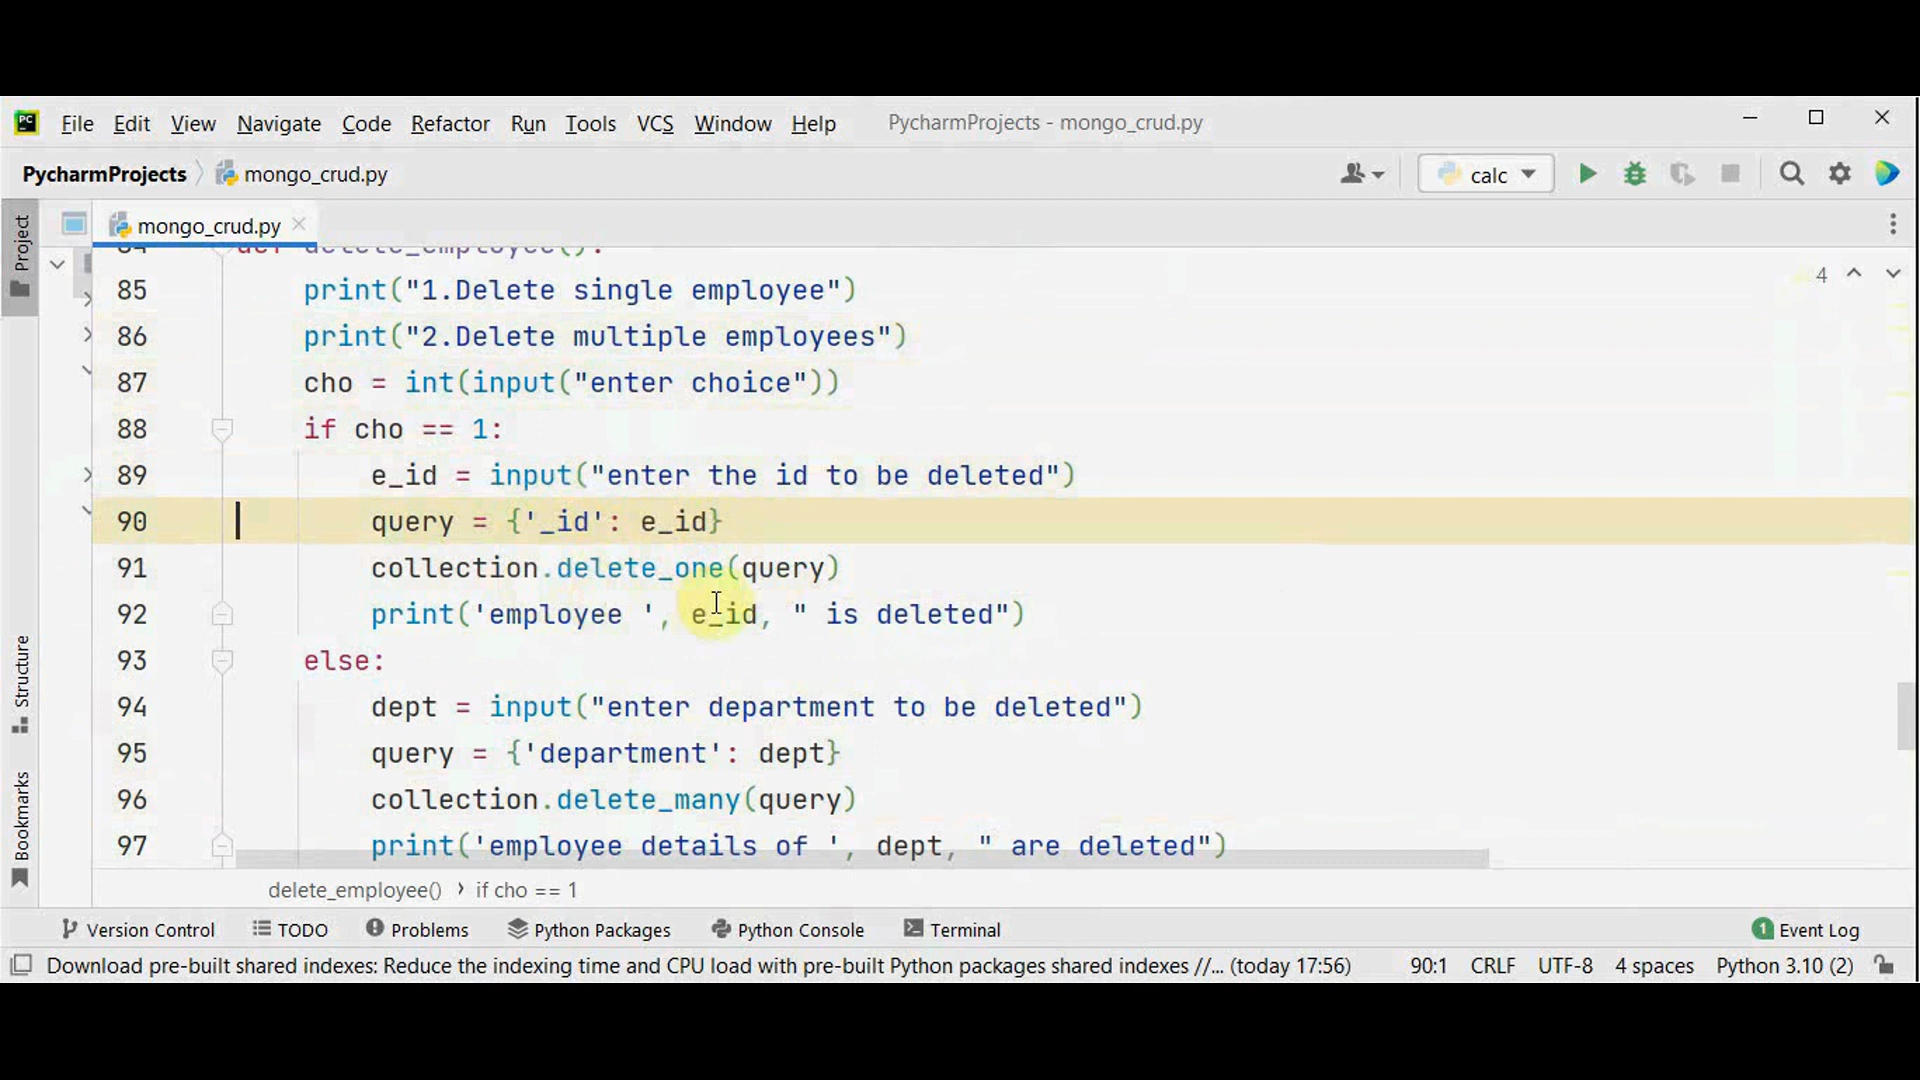 PC File Edit View Navigate Code Refactor Run Tools VCS Window Help PycharmProjects - mongo_crud.py
PycharmProjects mongo_crud.py calc
Project
mongo_crud.py
84 def delete_employee():
4
85 print("1.Delete single employee")
86 print("2.Delete multiple employees")
87 cho = int(input("enter choice"))
88 if cho == 1:
89 e_id = input("enter the id to be deleted")
90 query = {'_id': e_id}
91 collection.delete_one(query)
92 print('employee ', e_id, " is deleted")
93 else:
94 dept = input("enter department to be deleted")
95 query = {'department': dept}
96 collection.delete_many(query)
97 print('employee details of ', dept, " are deleted")
Structure
Bookmarks
delete_employee() › if cho == 1
Version Control TODO Problems Python Packages Python Console Terminal 1 Event Log
Download pre-built shared indexes: Reduce the indexing time and CPU load with pre-built Python packages shared indexes //... (today 17:56) 90:1 CRLF UTF-8 4 spaces Python 3.10 (2)